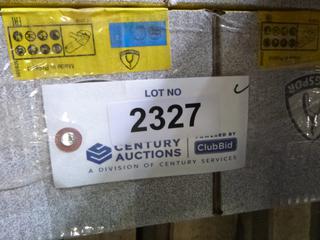 LOT NO
2327
CENTURY
AUCTIONS
POWERED BY
ClubBid
A DIVISION OF CENTURY SERVICES